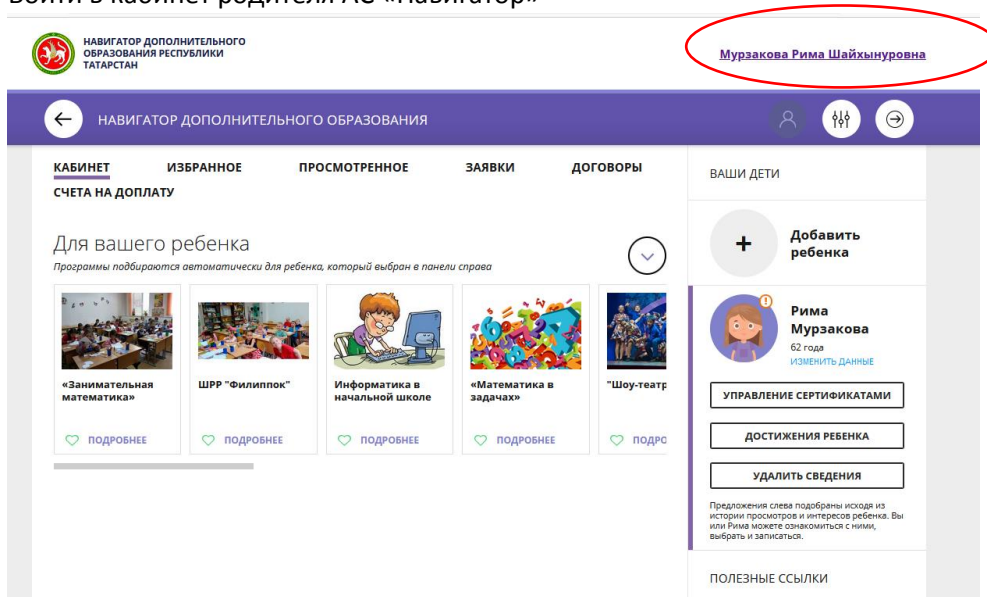 Войти в кабинет родителя АС «Навигатор»
НАВИГАТОР ДОПОЛНИТЕЛЬНОГО
ОБРАЗОВАНИЯ РЕСПУБЛИКИ
ТАТАРСТАН
Мурзакова Рима Шайхынуровна
НАВИГАТОР ДОПОЛНИТЕЛЬНОГО ОБРАЗОВАНИЯ
КАБИНЕТ ИЗБРАННОЕ ПРОСМОТРЕННОЕ ЗАЯВКИ ДОГОВОРЫ
СЧЕТА НА ДОПЛАТУ
Для вашего ребенка
Программы подбираются автоматически для ребенка, который выбран в панели справа
«Занимательная
математика»
ПОДРОБНЕЕ
ШРР "Филиппок"
ПОДРОБНЕЕ
Информатика в
начальной школе
ПОДРОБНЕЕ
«Математика в
задачах»
ПОДРОБНЕЕ
"Шоу-театр
ПОДРО
ВАШИ ДЕТИ
+ Добавить
ребенка
Рима
Мурзакова
62 года
ИЗМЕНИТЬ ДАННЫЕ
УПРАВЛЕНИЕ СЕРТИФИКАТАМИ
ДОСТИЖЕНИЯ РЕБЕНКА
УДАЛИТЬ СВЕДЕНИЯ
Предложения слева подобраны исходя из
истории просмотров и интересов ребенка. Вы
или Рима можете ознакомиться с ними,
выбрать и записаться.
ПОЛЕЗНЫЕ ССЫЛКИ